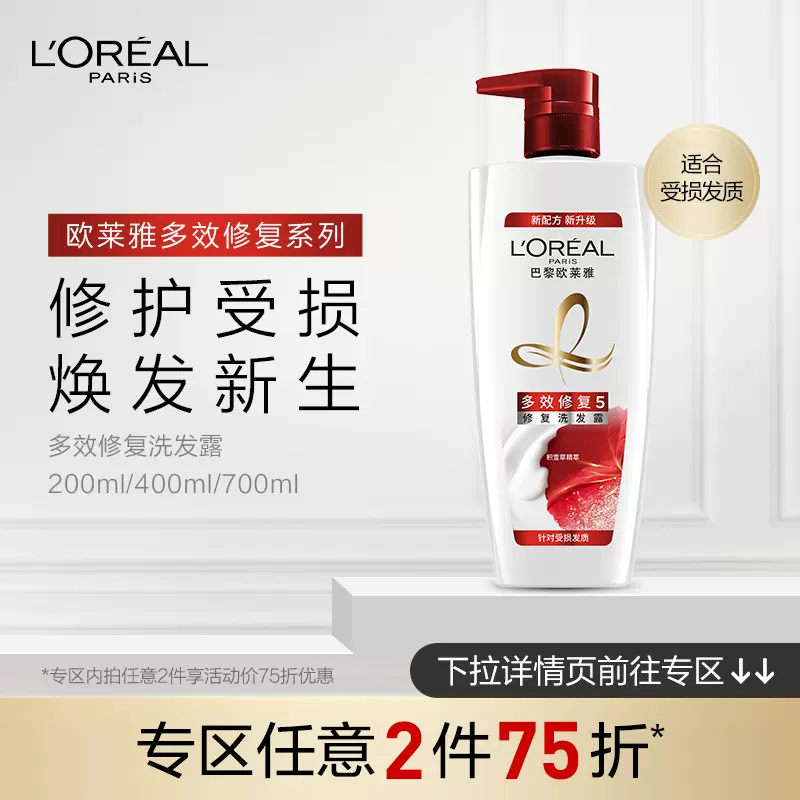 L'ORÉAL
PARIS
适合
受损发质
欧莱雅多效修复系列
修护受损
焕发新生
多效修复洗发露
200ml/400ml/700ml
新配方 新升级
L'ORÉAL
PARIS
巴黎欧莱雅
多效修复5
修复洗发露
积雪草精萃
针对受损发质
*专区内拍任意2件享活动价75折优惠
下拉详情页前往专区↓↓
专区任意2件75折*